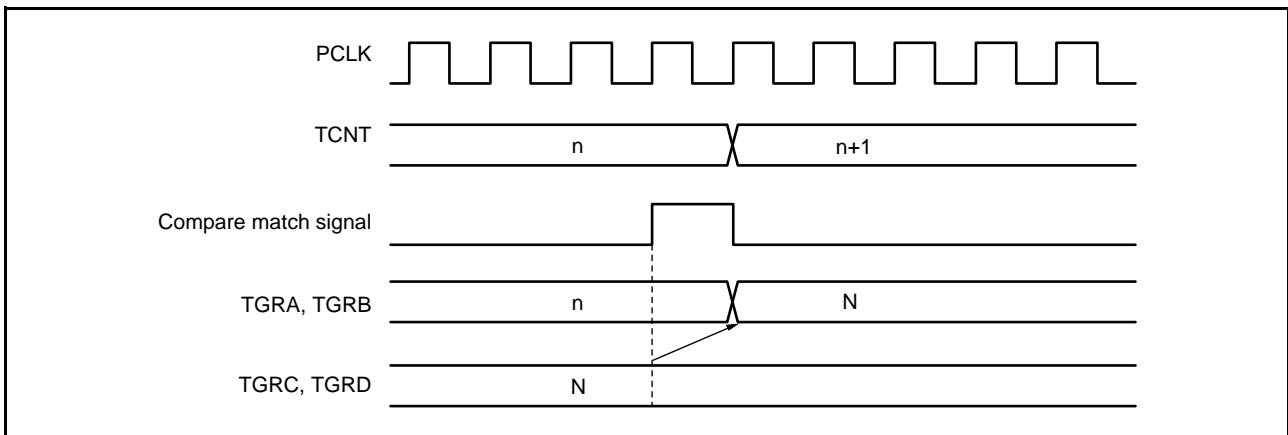 PCLK
TCNT
n
n+1
Compare match signal
TGRA, TGRB
n
N
TGRC, TGRD
N